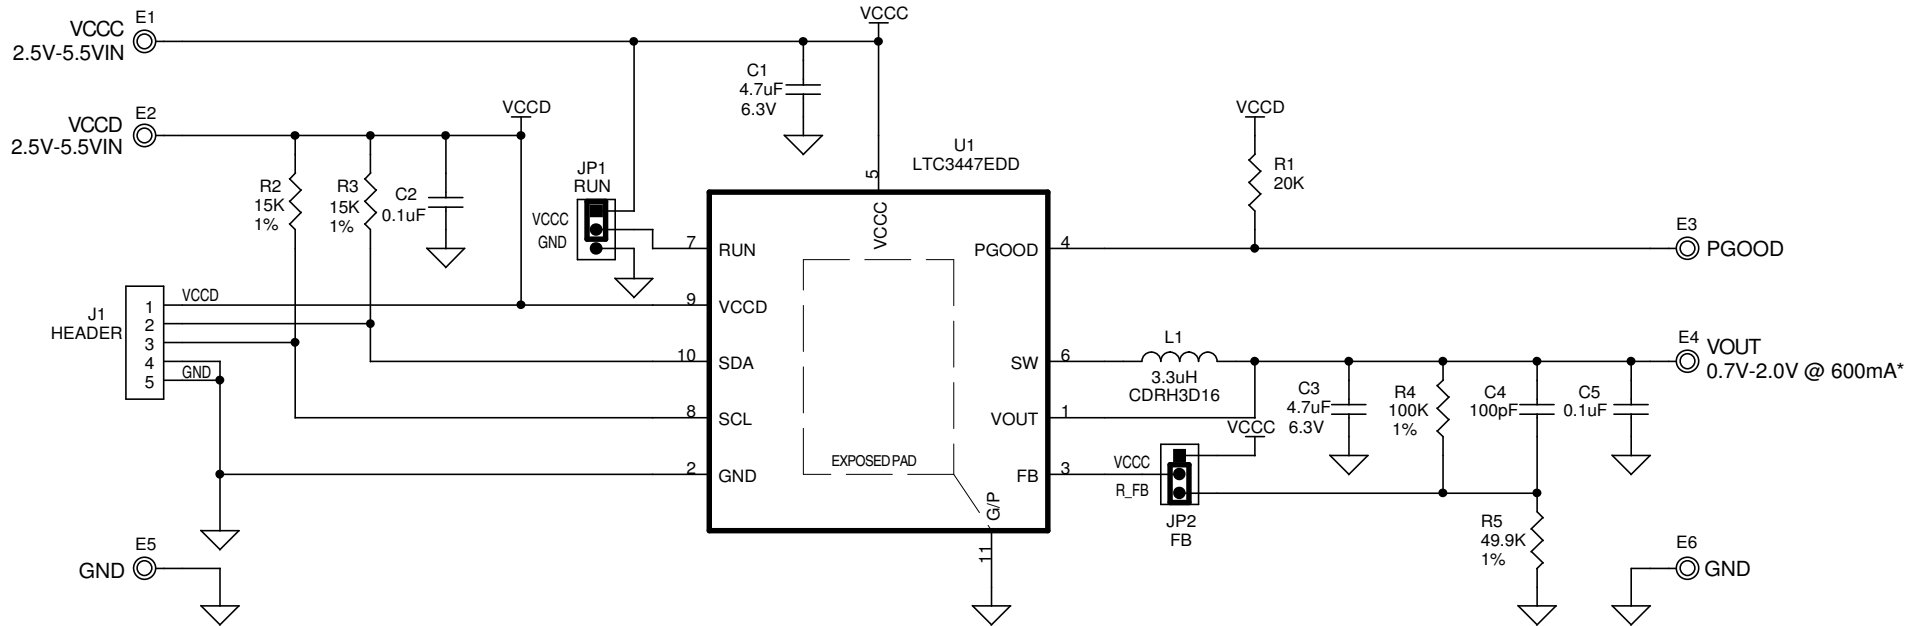 E1
VCCC
2.5V-5.5VIN
VCCC
C1
4.7uF
6.3V
E2
VCCD
2.5V-5.5VIN
VCCD
R2
15K
1%
R3
15K
1%
C2
0.1uF
JP1
RUN
VCCC
GND
U1
LTC3447EDD
5
VCCC
VCCD
R1
20K
7
RUN
PGOOD
4
E3
PGOOD
J1
HEADER
1
2
3
4
5
VCCD
GND
9
VCCD
10
SDA
8
SCL
2
GND
EXPOSED PAD
G/P
11
SW
6
L1
3.3uH
CDRH3D16
VOUT
1
FB
3
VCCC
VCCC
R_FB
JP2
FB
C3
4.7uF
6.3V
R4
100K
1%
C4
100pF
C5
0.1uF
E4
VOUT
0.7V-2.0V @ 600mA*
R5
49.9K
1%
E5
GND
E6
GND